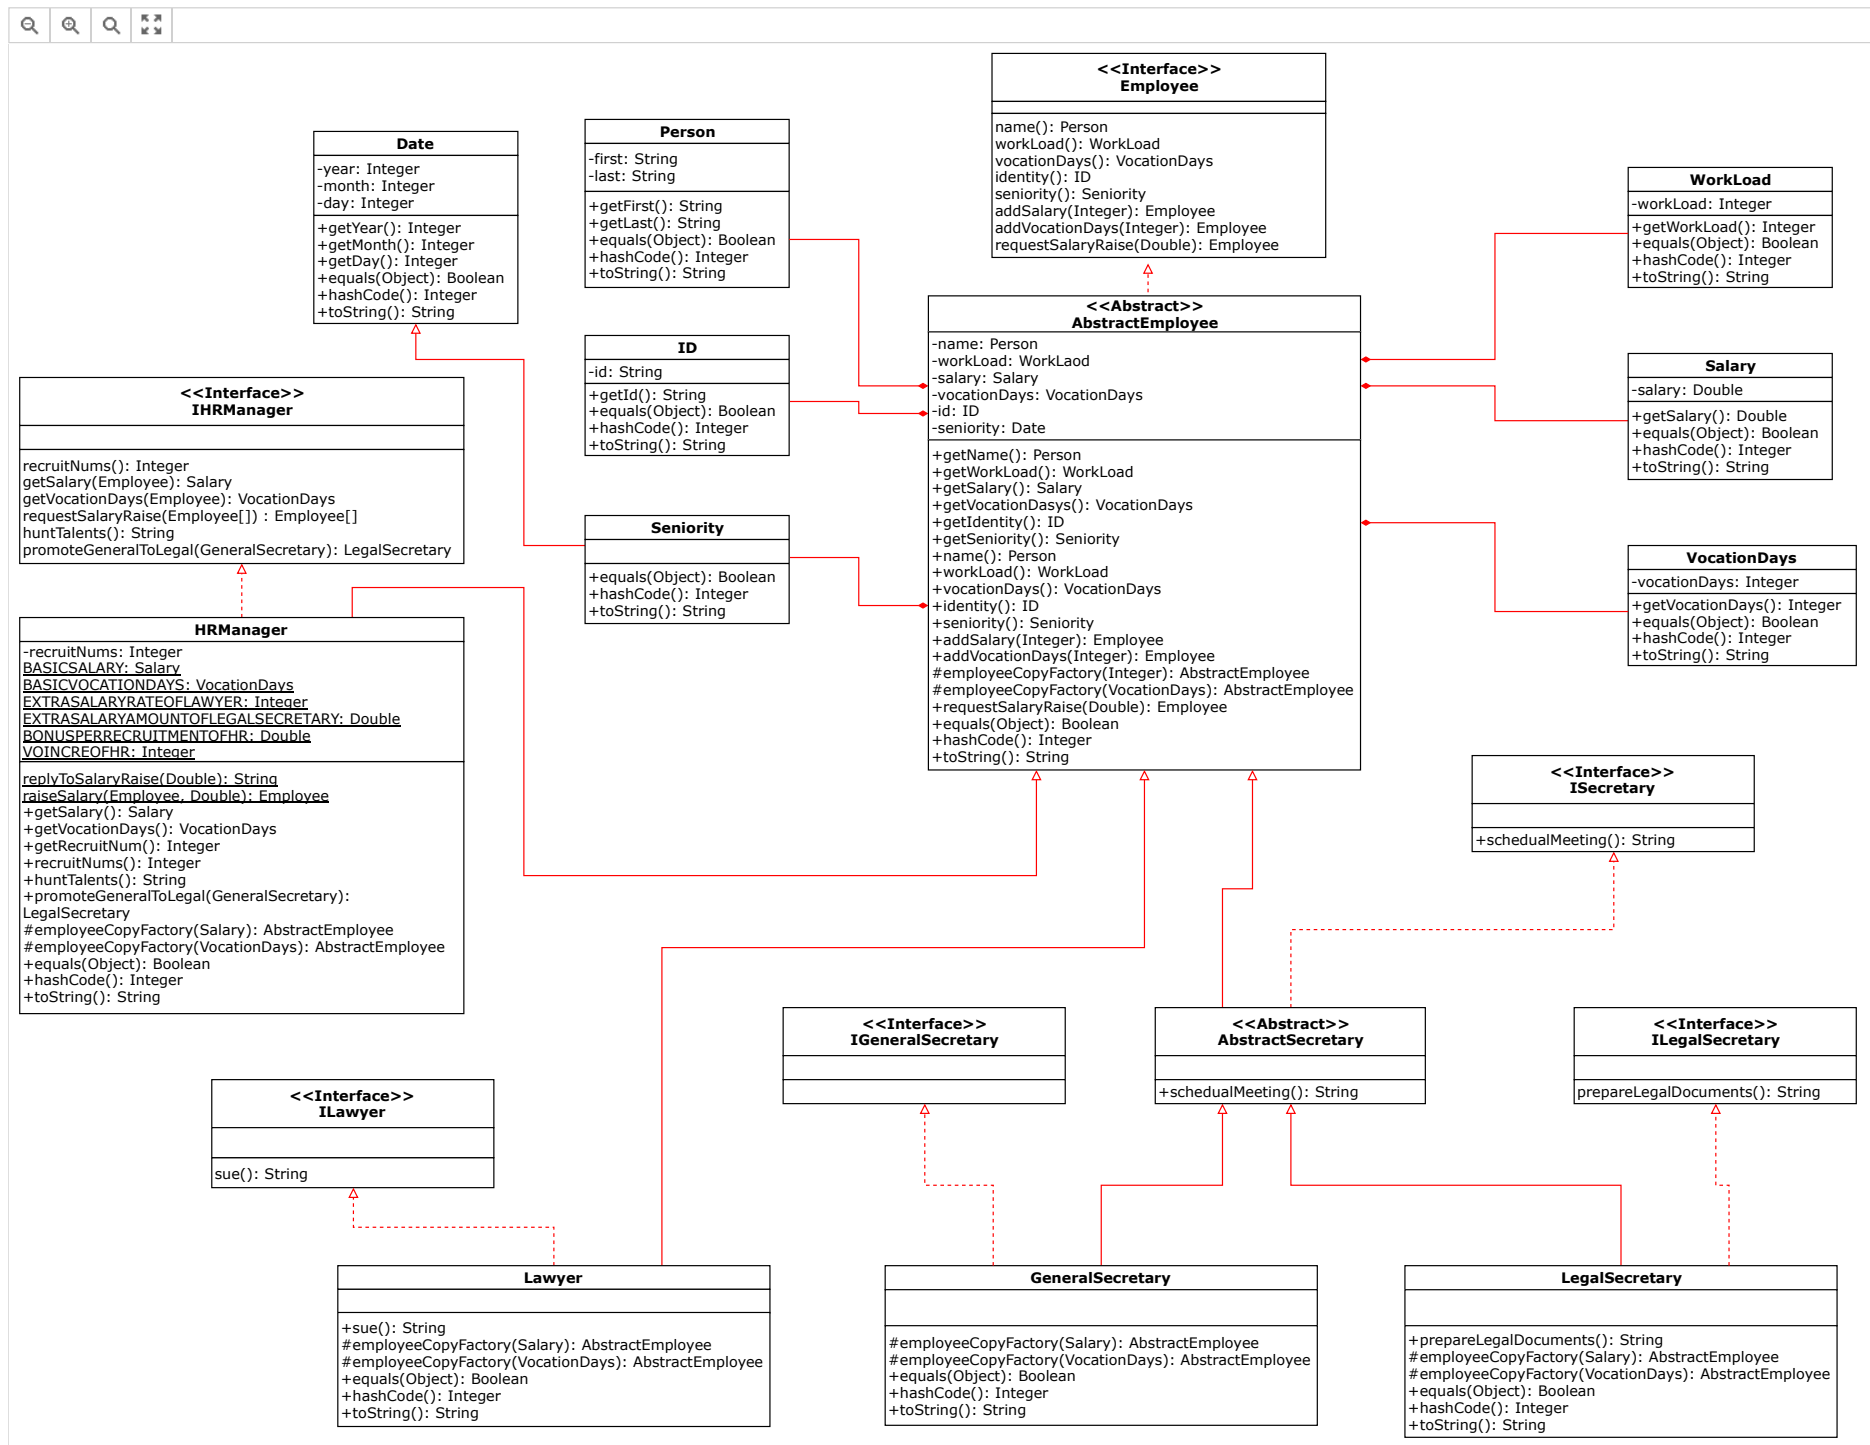 <<Interface>>
Employee
name(): Person
workLoad(): WorkLoad
vocationDays(): VocationDays
identity(): ID
seniority(): Seniority
addSalary(Integer): Employee
addVocationDays(Integer): Employee
requestSalaryRaise(Double): Employee
Person
-first: String
-last: String
+getFirst(): String
+getLast(): String
+equals(Object): Boolean
+hashCode(): Integer
+toString(): String
Date
-year: Integer
-month: Integer
-day: Integer
+getYear(): Integer
+getMonth(): Integer
+getDay(): Integer
+equals(Object): Boolean
+hashCode(): Integer
+toString(): String
WorkLoad
-workLoad: Integer
+getWorkLoad(): Integer
+equals(Object): Boolean
+hashCode(): Integer
+toString(): String
<<Abstract>>
AbstractEmployee
-name: Person
-workLoad: WorkLaod
-salary: Salary
-vocationDays: VocationDays
-id: ID
-seniority: Date
+getName(): Person
+getWorkLoad(): WorkLoad
+getSalary(): Salary
+getVocationDasys(): VocationDays
+getIdentity(): ID
+getSeniority(): Seniority
+name(): Person
+workLoad(): WorkLoad
+vocationDays(): VocationDays
+identity(): ID
+seniority(): Seniority
+addSalary(Integer): Employee
+addVocationDays(Integer): Employee
#employeeCopyFactory(Integer): AbstractEmployee
#employeeCopyFactory(VocationDays): AbstractEmployee
+requestSalaryRaise(Double): Employee
+equals(Object): Boolean
+hashCode(): Integer
+toString(): String
ID
-id: String
+getId(): String
+equals(Object): Boolean
+hashCode(): Integer
+toString(): String
Salary
-salary: Double
+getSalary(): Double
+equals(Object): Boolean
+hashCode(): Integer
+toString(): String
<<Interface>>
IHRManager
recruitNums(): Integer
getSalary(Employee): Salary
getVocationDays(Employee): VocationDays
requestSalaryRaise(Employee[]) : Employee[]
huntTalents(): String
promoteGeneralToLegal(GeneralSecretary): LegalSecretary
Seniority
+equals(Object): Boolean
+hashCode(): Integer
+toString(): String
VocationDays
-vocationDays: Integer
+getVocationDays(): Integer
+equals(Object): Boolean
+hashCode(): Integer
+toString(): String
HRManager
-recruitNums: Integer
BASICSALARY: Salary
BASICVOCATIONDAYS: VocationDays
EXTRASALARYRATEOFLAWYER: Integer
EXTRASALARYAMOUNTOFLEGALSECRETARY: Double
BONUSPERRECRUITMENTOFHR: Double
VOINCREOFHR: Integer
replyToSalaryRaise(Double): String
raiseSalary(Employee, Double): Employee
+getSalary(): Salary
+getVocationDays(): VocationDays
+getRecruitNum(): Integer
+recruitNums(): Integer
+huntTalents(): String
+promoteGeneralToLegal(GeneralSecretary):
LegalSecretary
#employeeCopyFactory(Salary): AbstractEmployee
#employeeCopyFactory(VocationDays): AbstractEmployee
+equals(Object): Boolean
+hashCode(): Integer
+toString(): String
<<Interface>>
ISecretary
+schedualMeeting(): String
<<Interface>>
IGeneralSecretary
<<Abstract>>
AbstractSecretary
+schedualMeeting(): String
<<Interface>>
ILegalSecretary
prepareLegalDocuments(): String
<<Interface>>
ILawyer
sue(): String
Lawyer
+sue(): String
#employeeCopyFactory(Salary): AbstractEmployee
#employeeCopyFactory(VocationDays): AbstractEmployee
+equals(Object): Boolean
+hashCode(): Integer
+toString(): String
GeneralSecretary
#employeeCopyFactory(Salary): AbstractEmployee
#employeeCopyFactory(VocationDays): AbstractEmployee
+equals(Object): Boolean
+hashCode(): Integer
+toString(): String
LegalSecretary
+prepareLegalDocuments(): String
#employeeCopyFactory(Salary): AbstractEmployee
#employeeCopyFactory(VocationDays): AbstractEmployee
+equals(Object): Boolean
+hashCode(): Integer
+toString(): String